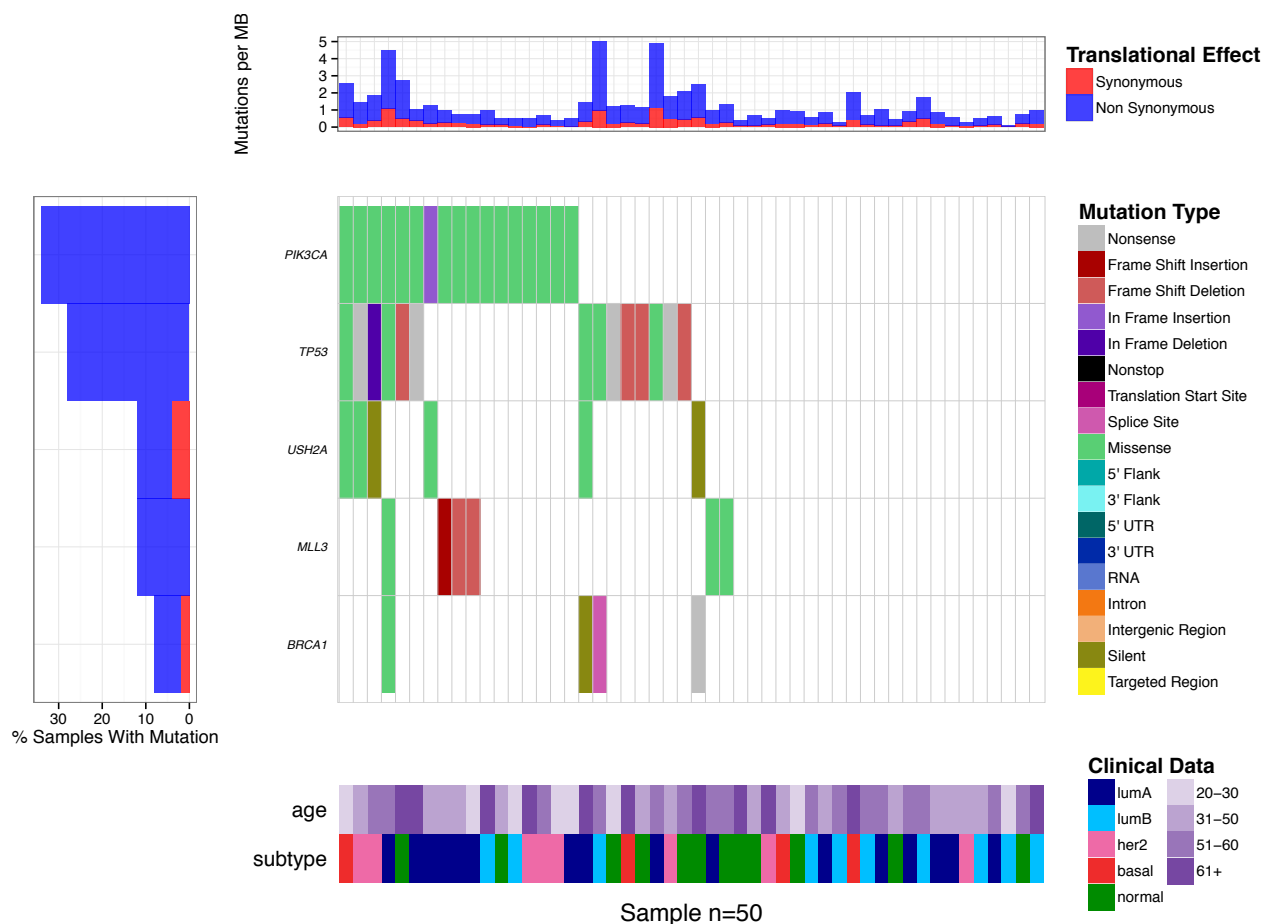 Mutations per MB
5
4
3
2
1
0
Translational Effect
Synonymous
Non Synonymous
PIK3CA
TP53
USH2A
MLL3
BRCA1
30 20 10 0
% Samples With Mutation
Mutation Type
Nonsense
Frame Shift Insertion
Frame Shift Deletion
In Frame Insertion
In Frame Deletion
Nonstop
Translation Start Site
Splice Site
Missense
5' Flank
3' Flank
5' UTR
3' UTR
RNA
Intron
Intergenic Region
Silent
Targeted Region
age
subtype
Sample n=50
Clinical Data
lumA 20−30
lumB 31−50
her2 51−60
basal 61+
normal